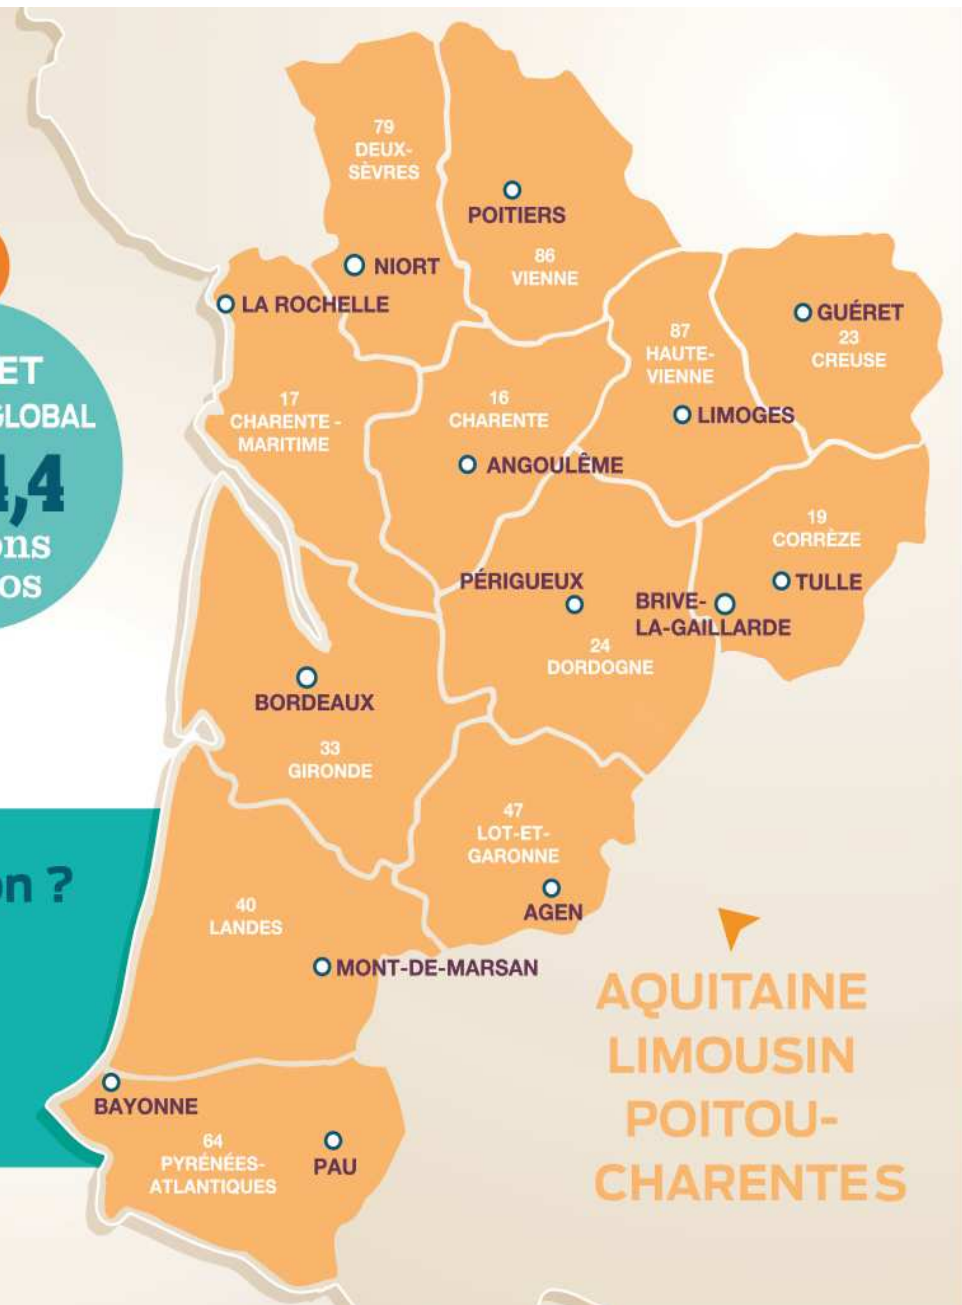 79
DEUX-
SÈVRES
POITIERS
86
VIENNE
NIORT
LA ROCHELLE
GUÉRET
23
CREUSE
87
HAUTE-
VIENNE
LIMOGES
17
CHARENTE -
MARITIME
16
CHARENTE
ANGOULÊME
ET
GLOBAL
4,4
19
CORRÈZE
TULLE
PÉRIGUEUX
BRIVE-
LA-GAILLARDE
24
DORDOGNE
BORDEAUX
33
GIRONDE
47
LOT-ET-
GARONNE
AGEN
on ?
40
LANDES
MONT-DE-MARSAN
AQUITAINE
LIMOUSIN
POITOU-
CHARENTES
BAYONNE
64
PYRÉNÉES-
ATLANTIQUES
PAU